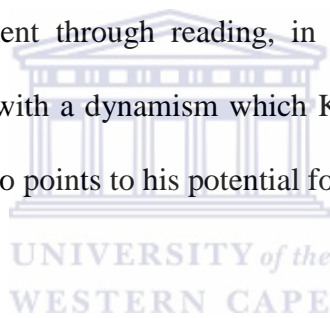 ent through reading, in
with a dynamism which K
o points to his potential fo
UNIVERSITY of the
WESTERN CAPE